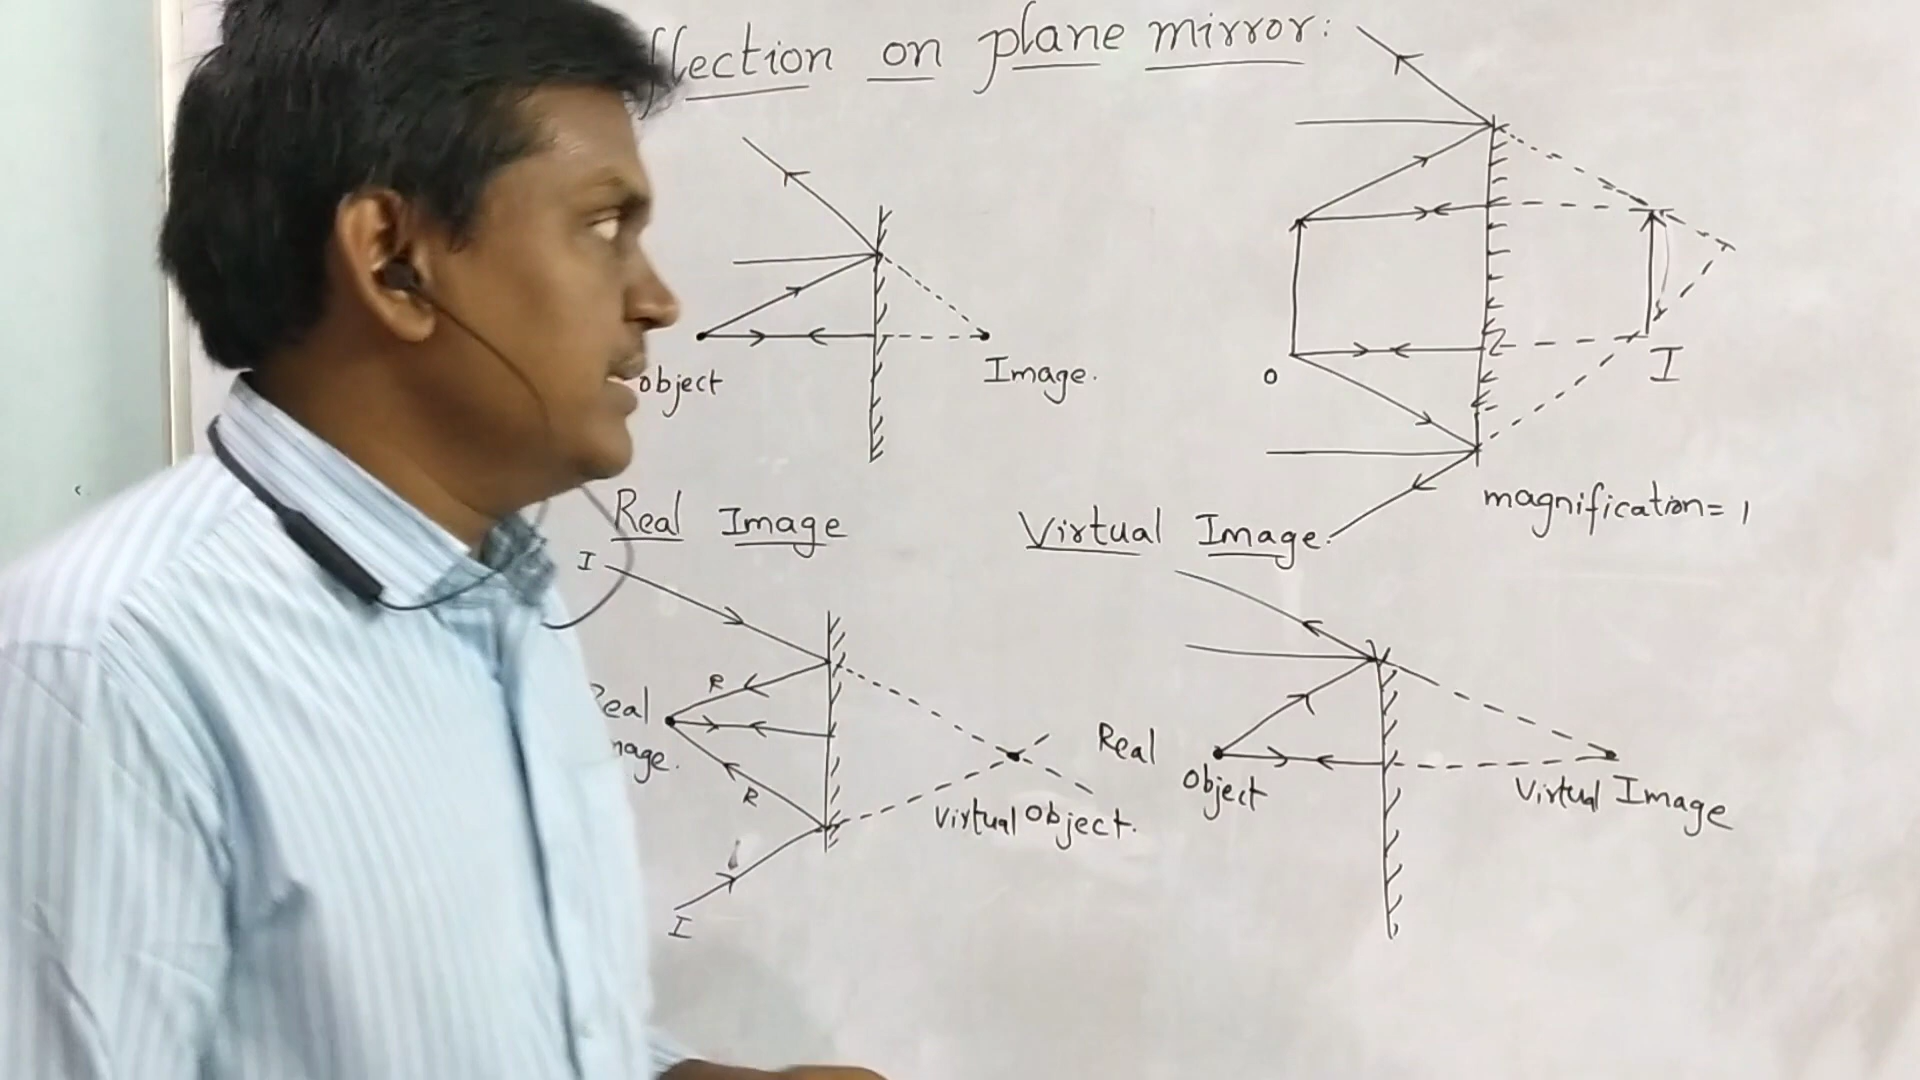 flection on plane mirror:
object
Image.
O
I
magnification = 1
Real Image
Virtual Image.
I
R
Real
Image.
R
I
Virtual Object.
Real
Object
Virtual Image